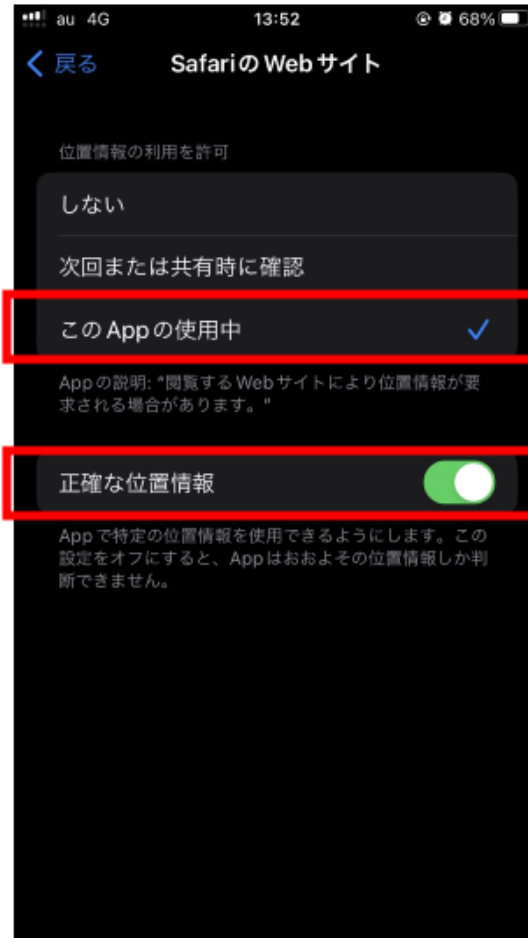 au 4G 13:52 68%
戻る SafariのWebサイト
位置情報の利用を許可
しない
次回または共有時に確認
このAppの使用中
Appの説明: "閲覧するWebサイトにより位置情報が要
求される場合があります。"
正確な位置情報
Appで特定の位置情報を使用できるようにします。この
設定をオフにすると、Appはおおよその位置情報しか判
断できません。